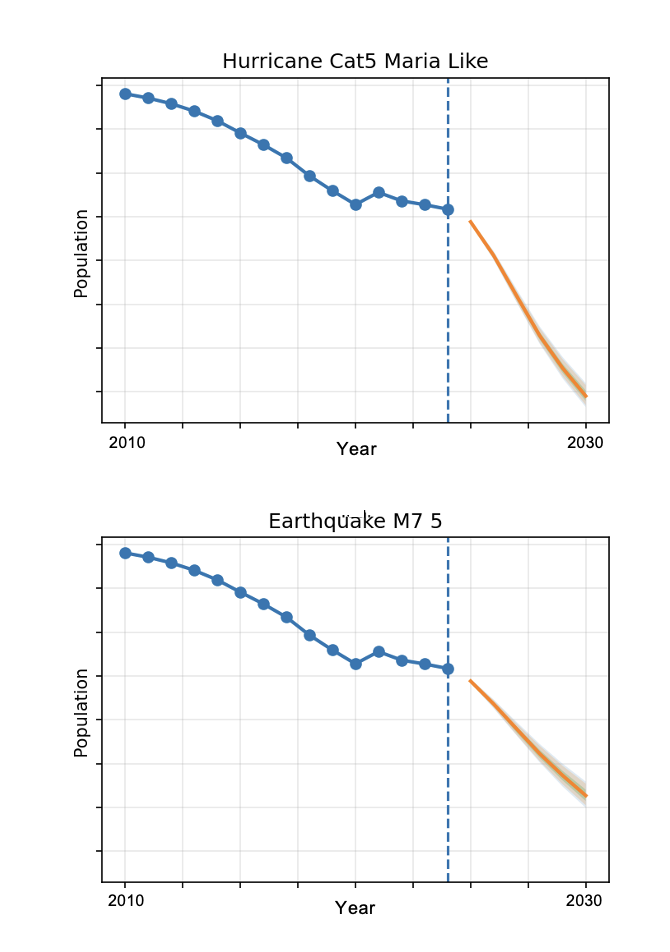 Hurricane Cat5 Maria Like
Population
2010
2030
Year
Earthquake M7 5
Population
2010
2030
Year